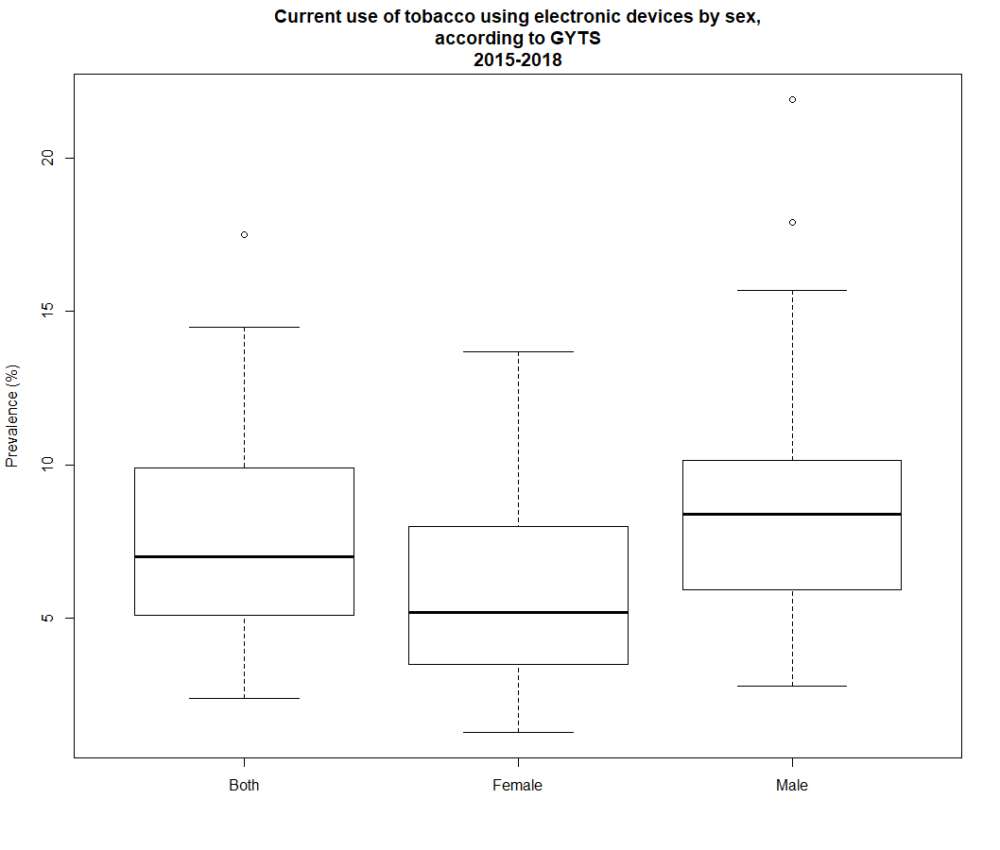 Current use of tobacco using electronic devices by sex,
according to GYTS
2015-2018
20
15
10
5
Prevalence (%)
Both
Female
Male